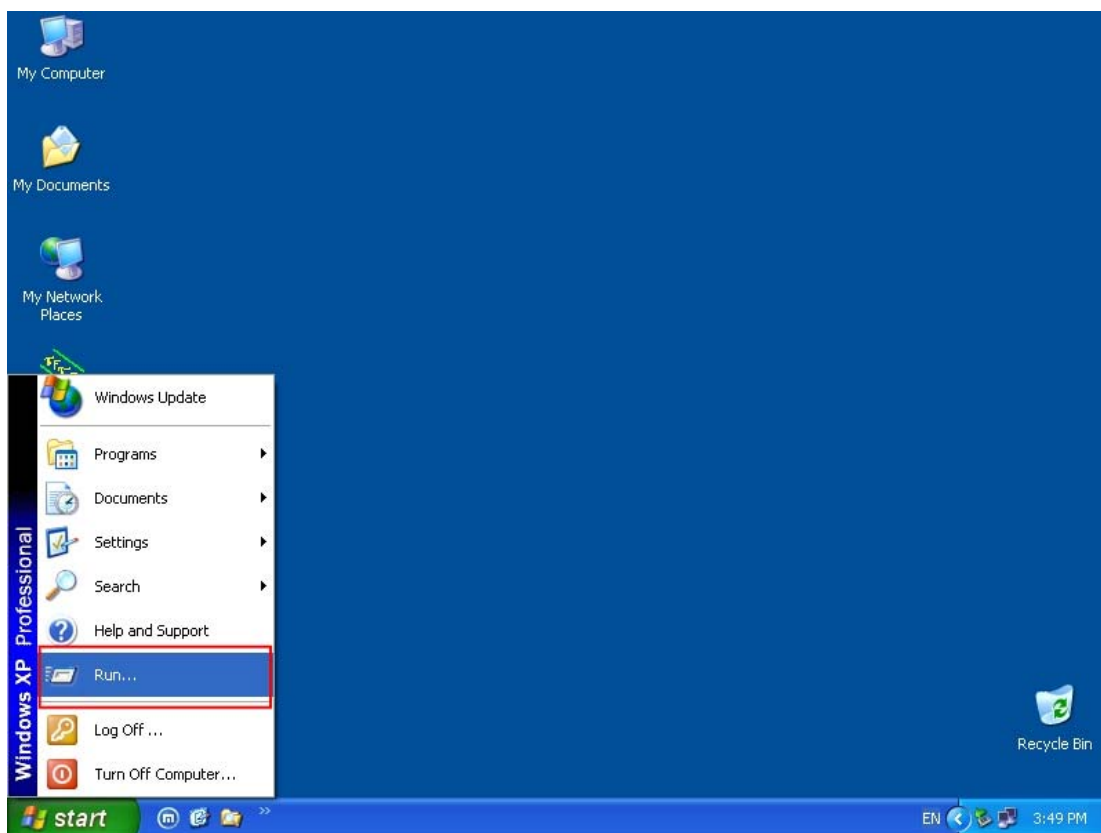 My Computer
My Documents
My Network
Places
Windows Update
Programs
Documents
Settings
Search
Help and Support
Run...
Log Off ...
Turn Off Computer...
Windows XP Professional
Recycle Bin
start
EN
3:49 PM